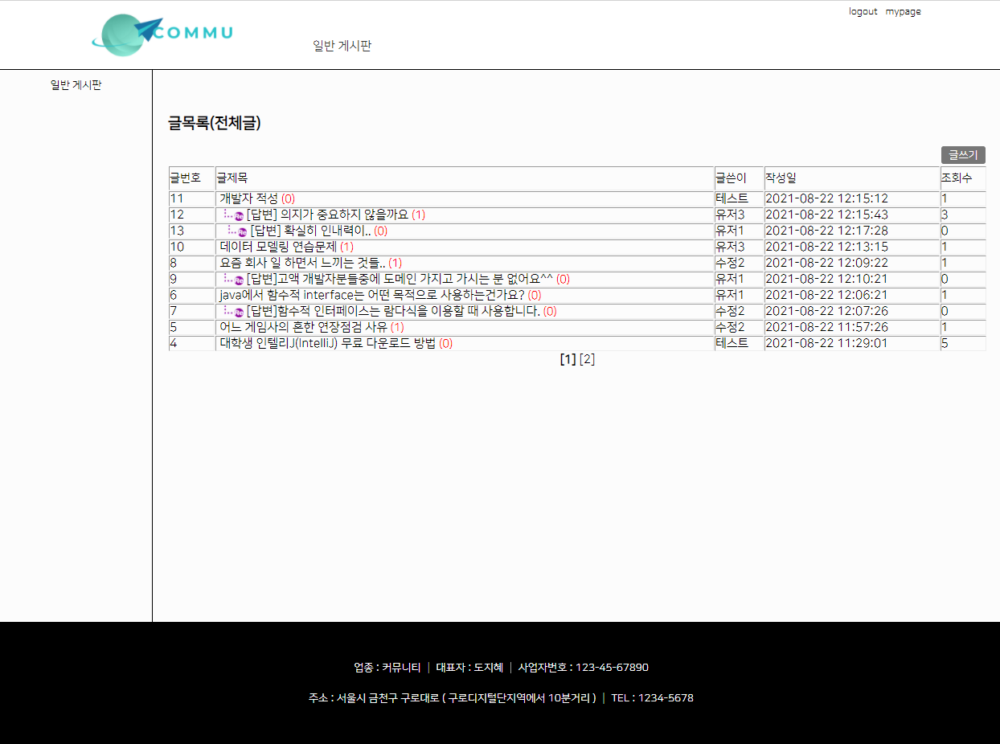 logout mypage
COMMU
일반 게시판
일반 게시판
글목록(전체글)
글쓰기
글번호 글제목 글쓴이 작성일 조회수
11 개발자 적성 (0) 테스트 2021-08-22 12:15:12 1
12 Re [답변] 의지가 중요하지 않을까요 (1) 유저3 2021-08-22 12:15:43 3
13 Re [답변] 확실히 인내력이.. (0) 유저1 2021-08-22 12:17:28 0
10 데이터 모델링 연습문제 (1) 유저3 2021-08-22 12:13:15 1
8 요즘 회사 일 하면서 느끼는 것들.. (1) 수정2 2021-08-22 12:09:22 1
9 Re [답변]고액 개발자분들중에 도메인 가지고 가시는 분 없어요^^ (0) 유저1 2021-08-22 12:10:21 0
6 java에서 함수적 interface는 어떤 목적으로 사용하는건가요? (0) 유저1 2021-08-22 12:06:21 1
7 Re [답변]함수적 인터페이스는 람다식을 이용할 때 사용합니다. (0) 수정2 2021-08-22 12:07:26 0
5 어느 게임사의 흔한 연장점검 사유 (1) 수정2 2021-08-22 11:57:26 1
4 대학생 인텔리J(IntelliJ) 무료 다운로드 방법 (0) 테스트 2021-08-22 11:29:01 5
[1] [2]
업종 : 커뮤니티 | 대표자 : 도지혜 | 사업자번호 : 123-45-67890
주소 : 서울시 금천구 구로대로 ( 구로디지털단지역에서 10분거리 ) | TEL : 1234-5678